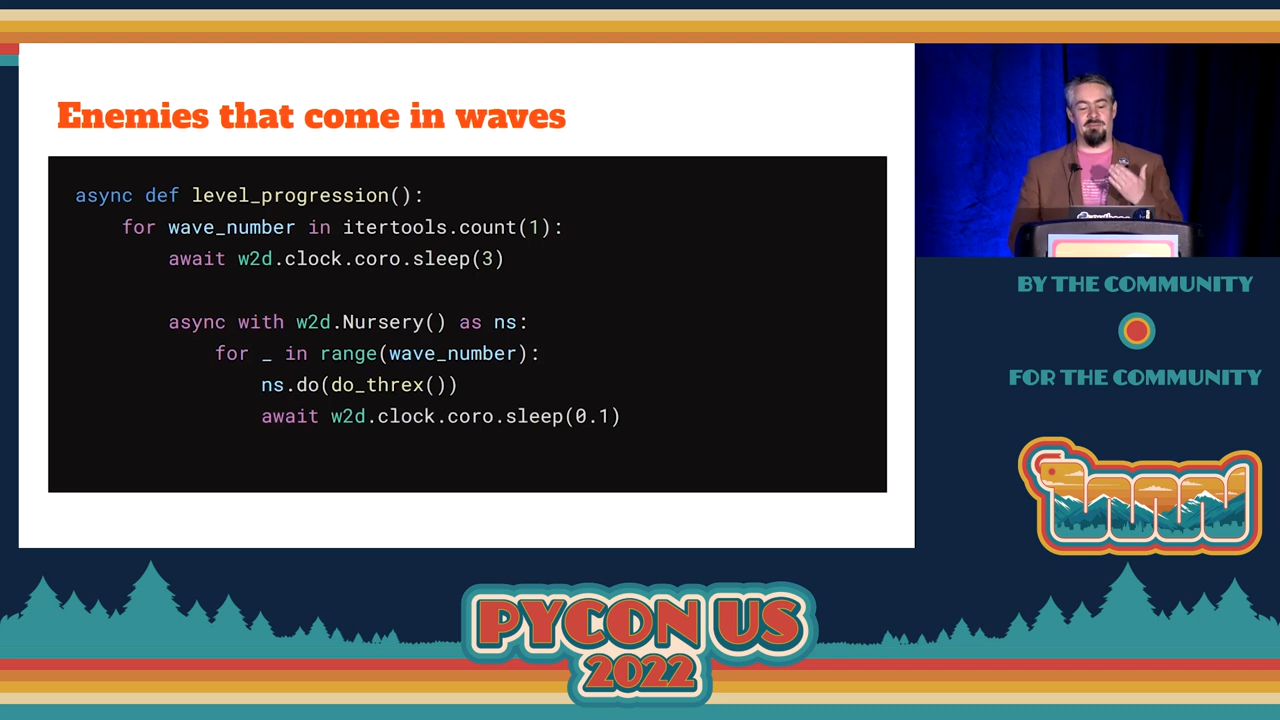 Enemies that come in waves
async def level_progression():
for wave_number in itertools.count(1):
await w2d.clock.coro.sleep(3)
async with w2d.Nursery() as ns:
for _ in range(wave_number):
ns.do(do_threx())
await w2d.clock.coro.sleep(0.1)
BY THE COMMUNITY
FOR THE COMMUNITY
PYCON US
2022